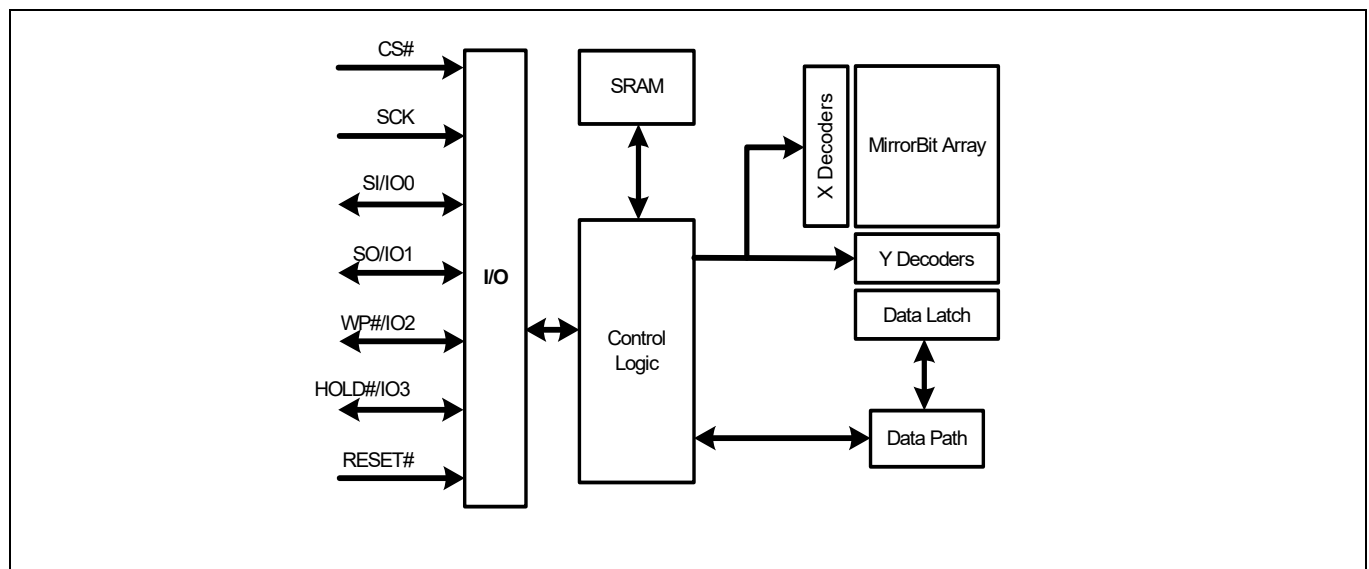 CS#
SCK
SI/IO0
SO/IO1
WP#/IO2
HOLD#/IO3
RESET#
I/O
SRAM
Control
Logic
X Decoders
MirrorBit Array
Y Decoders
Data Latch
Data Path